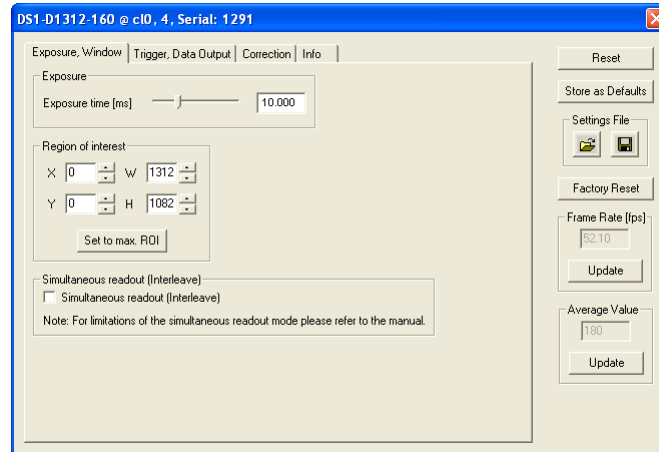 DS1-D1312-160 @ cl0, 4, Serial: 1291
Exposure, Window Trigger, Data Output Correction Info
Exposure
Exposure time [ms] 10.000
Region of interest
X 0 W 1312
Y 0 H 1082
Set to max. ROI
Simultaneous readout (Interleave)
Simultaneous readout (Interleave)
Note: For limitations of the simultaneous readout mode please refer to the manual.
Reset
Store as Defaults
Settings File
Factory Reset
Frame Rate [fps]
52.10
Update
Average Value
180
Update